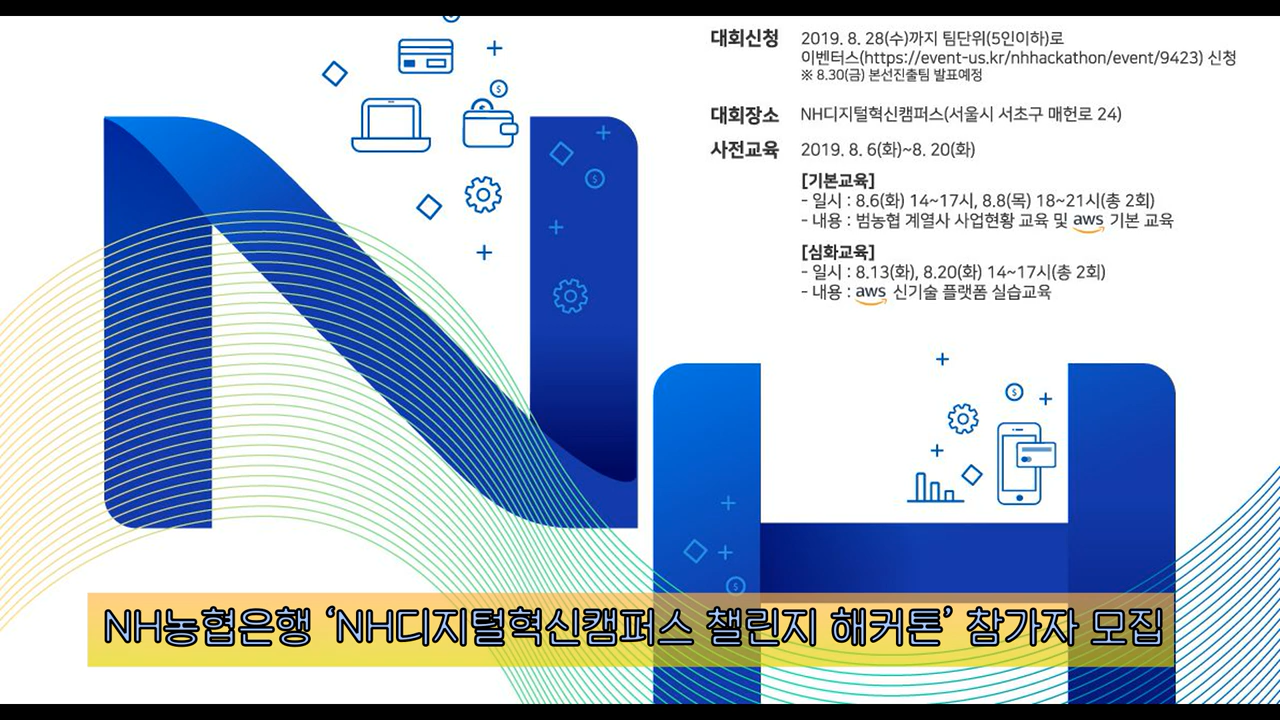 대회신청 2019. 8. 28(수)까지 팀단위(5인이하)로
이벤터스(https://event-us.kr/nhhackathon/event/9423) 신청
※ 8.30(금) 본선진출팀 발표예정
대회장소 NH디지털혁신캠퍼스(서울시 서초구 매헌로 24)
사전교육 2019. 8. 6(화)~8. 20(화)
[기본교육]
- 일시 : 8.6(화) 14~17시, 8.8(목) 18~21시(총 2회)
- 내용 : 범농협 계열사 사업현황 교육 및 aws 기본 교육
[심화교육]
- 일시 : 8.13(화), 8.20(화) 14~17시(총 2회)
- 내용 : aws 신기술 플랫폼 실습교육
NH농협은행 ‘NH디지털혁신캠퍼스 챌린지 해커톤’ 참가자 모집